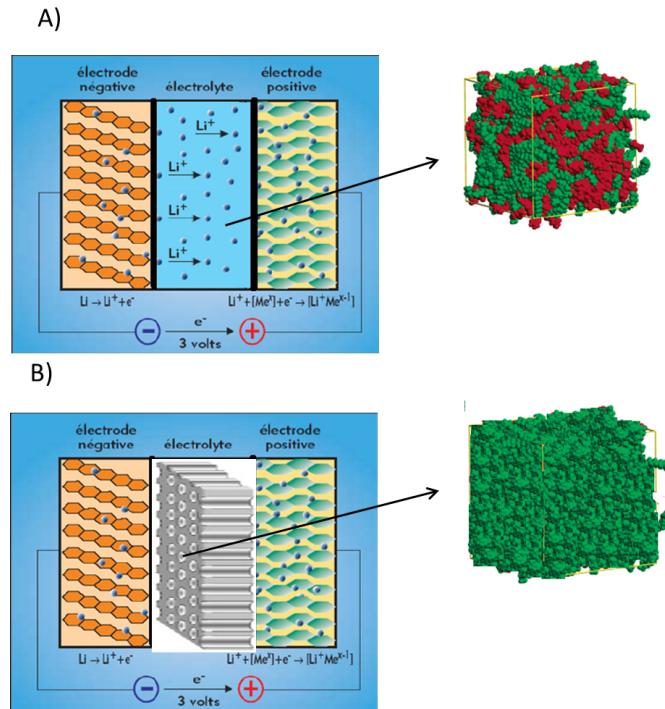 A)
électrode
négative
électrolyte
électrode
positive
Li⁺
Li⁺
Li⁺
Li⁺
Li → Li⁺ + e⁻
Li⁺ + [Meˣ] + e⁻ → [Li⁺Meˣ⁻¹]
− e⁻ +
3 volts
B)
électrode
négative
électrolyte
électrode
positive
Li → Li⁺ + e⁻
Li⁺ + [Meˣ] + e⁻ → [Li⁺Meˣ⁻¹]
− e⁻ +
3 volts